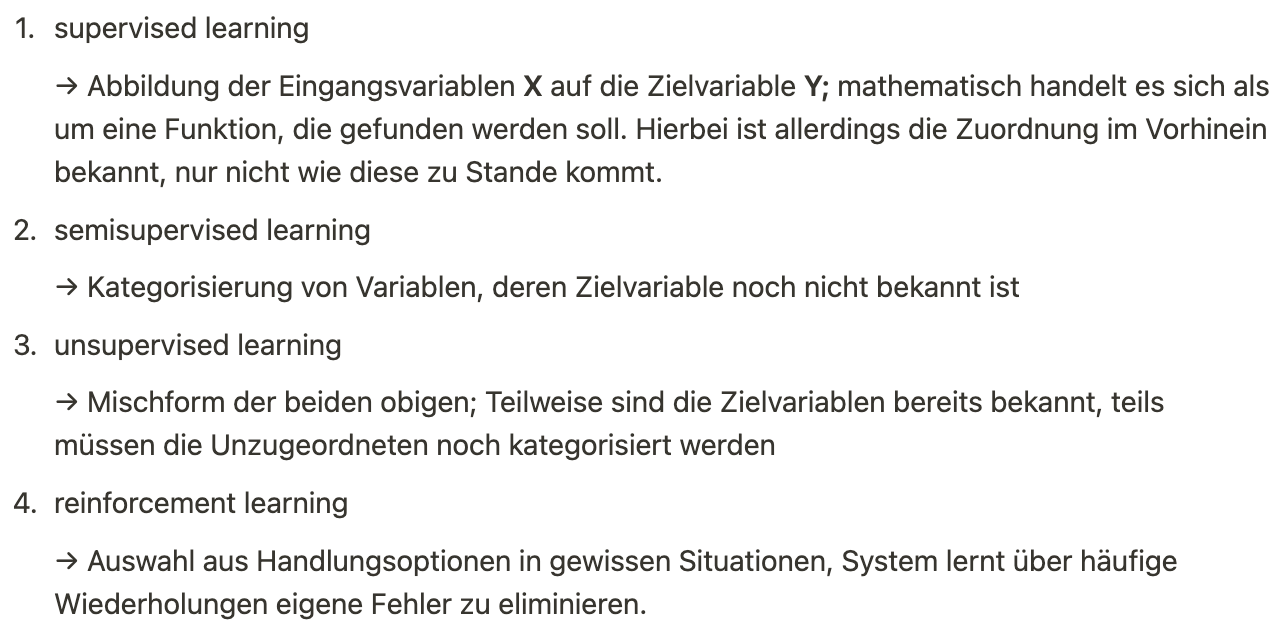 1. supervised learning
→ Abbildung der Eingangsvariablen X auf die Zielvariable Y; mathematisch handelt es sich als
um eine Funktion, die gefunden werden soll. Hierbei ist allerdings die Zuordnung im Vorhinein
bekannt, nur nicht wie diese zu Stande kommt.
2. semisupervised learning
→ Kategorisierung von Variablen, deren Zielvariable noch nicht bekannt ist
3. unsupervised learning
→ Mischform der beiden obigen; Teilweise sind die Zielvariablen bereits bekannt, teils
müssen die Unzugeordneten noch kategorisiert werden
4. reinforcement learning
→ Auswahl aus Handlungsoptionen in gewissen Situationen, System lernt über häufige
Wiederholungen eigene Fehler zu eliminieren.